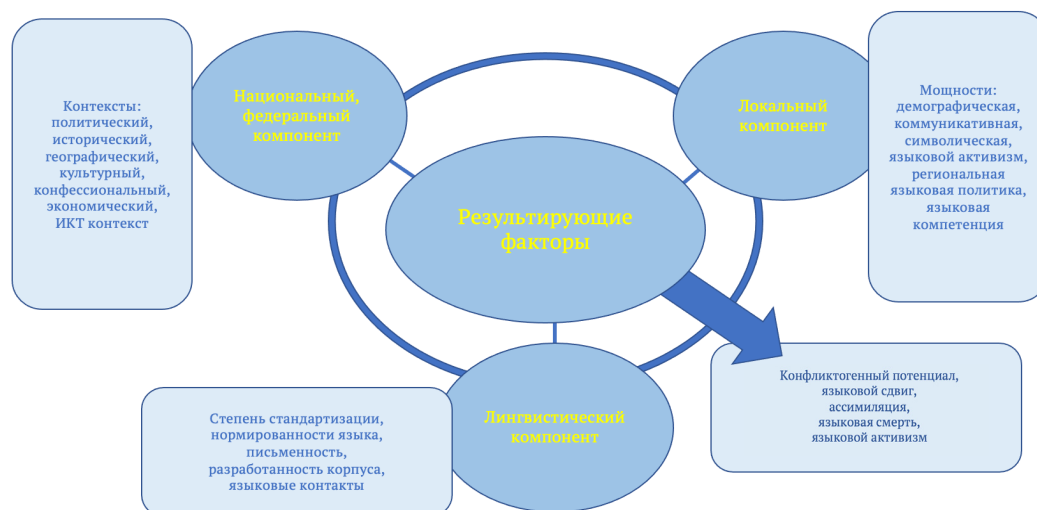 Контексты:
политический,
исторический,
географический,
культурный,
конфессиональный,
экономический,
ИКТ контекст
Национальный,
федеральный
компонент
Локальный
компонент
Мощности:
демографическая,
коммуникативная,
символическая,
языковой активизм,
региональная
языковая политика,
языковая
компетенция
Результирующие
факторы
Степень стандартизации,
нормированности языка,
письменность,
разработанность корпуса,
языковые контакты
Лингвистический
компонент
Конфликтогенный потенциал,
языковой сдвиг,
ассимиляция,
языковая смерть,
языковой активизм